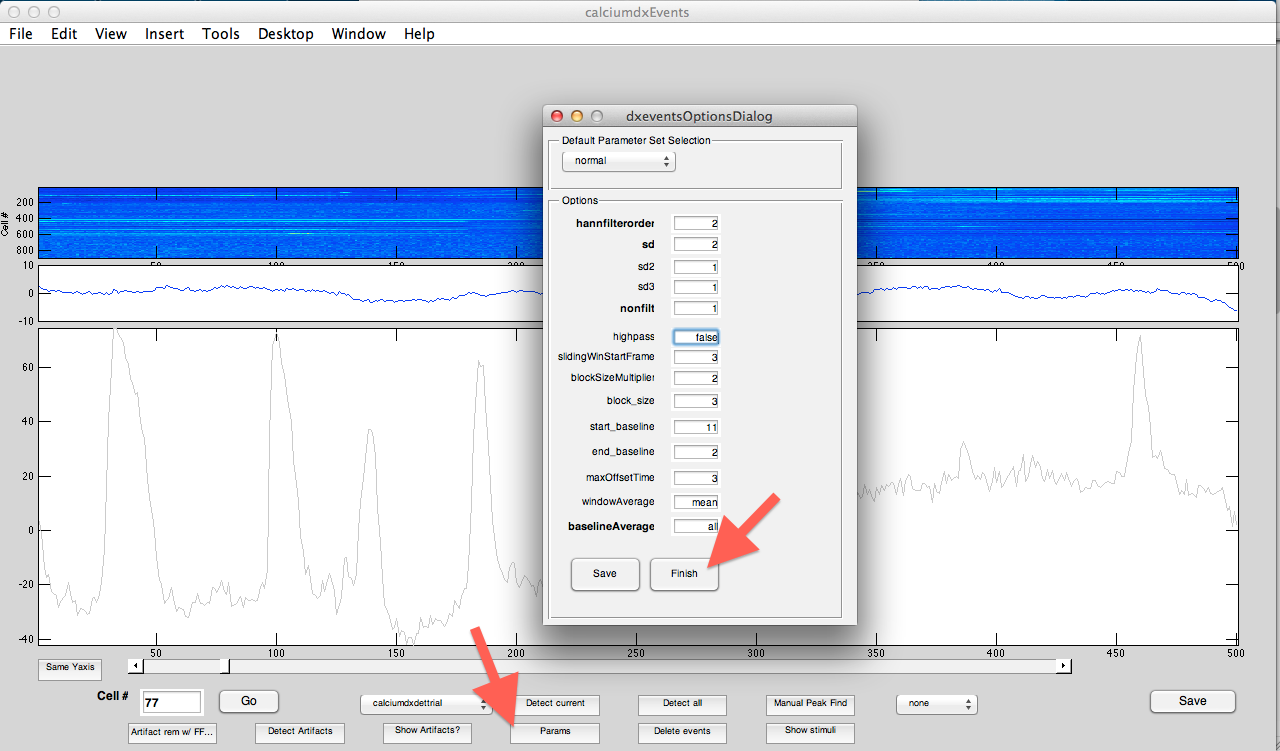 calciumdxEvents
File Edit View Insert Tools Desktop Window Help
dxeventsOptionsDialog
Default Parameter Set Selection
normal
Options
hannfilterorder 2
sd 2
sd2 1
sd3 1
nonfilt 1
highpass false
slidingWinStartFrame 3
blockSizeMultiplier 2
block_size 3
start_baseline 11
end_baseline 2
maxOffsetTime 3
windowAverage mean
baselineAverage all
Save Finish
Cell #
200
400
600
800
50 100 150 200 350 400 450 500
10
0
-10
60
40
20
0
-20
-40
50 100 150 200 250 300 350 400 450 500
Same Yaxis
Cell # 77 Go calciumdxdettrial Detect current Detect all Manual Peak Find none Save
Artifact rem w/ FF... Detect Artifacts Show Artifacts? Params Delete events Show stimuli